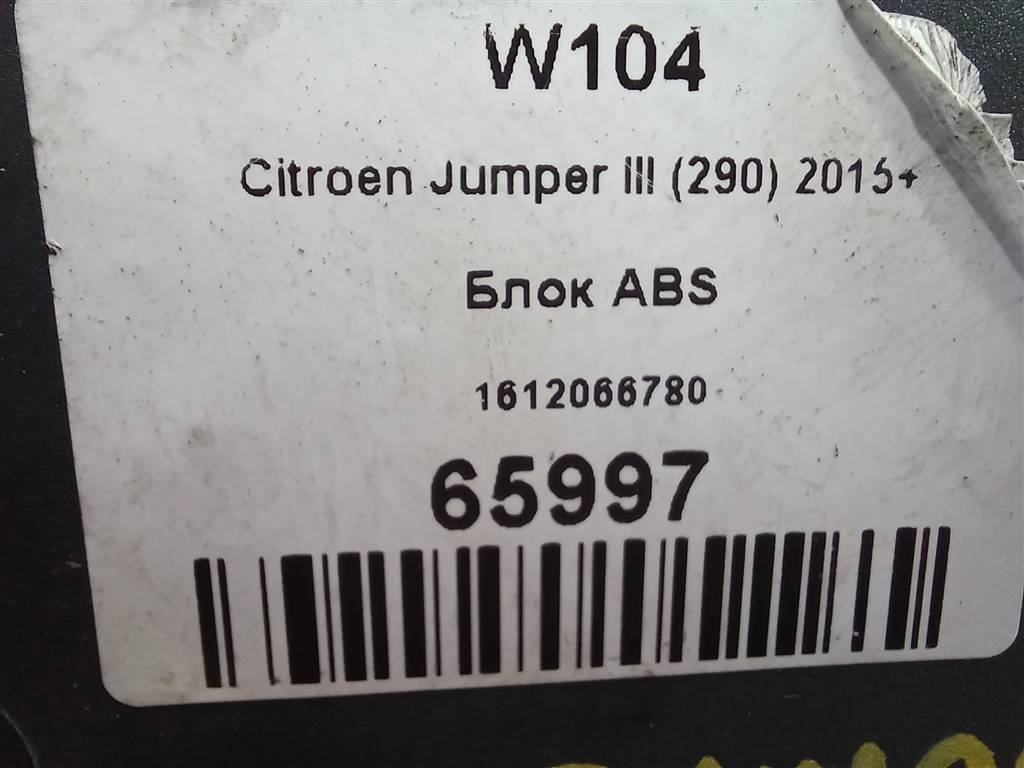 W104
Citroen Jumper III (290) 2015+
Блок ABS
1612066780
65997